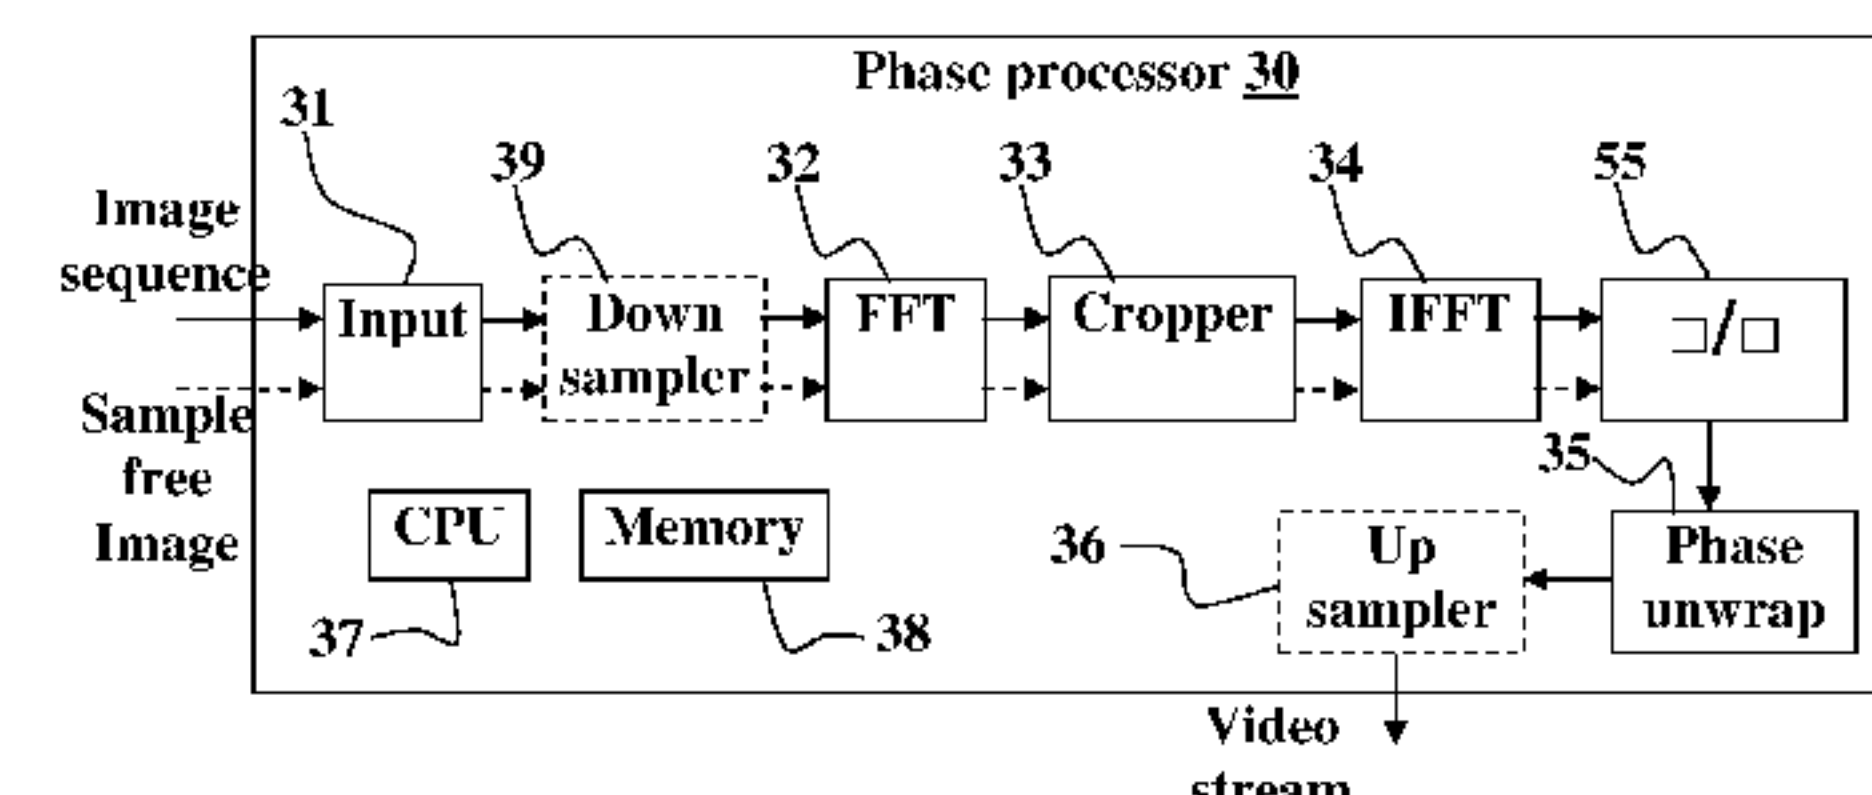 Phase processor 30
31
39
32
33
34
55
Image
sequence
Input
Down
sampler
FFT
Cropper
IFFT
□/□
Sample
free
Image
35
CPU
Memory
36
Up
sampler
Phase
unwrap
37
38
Video
stream